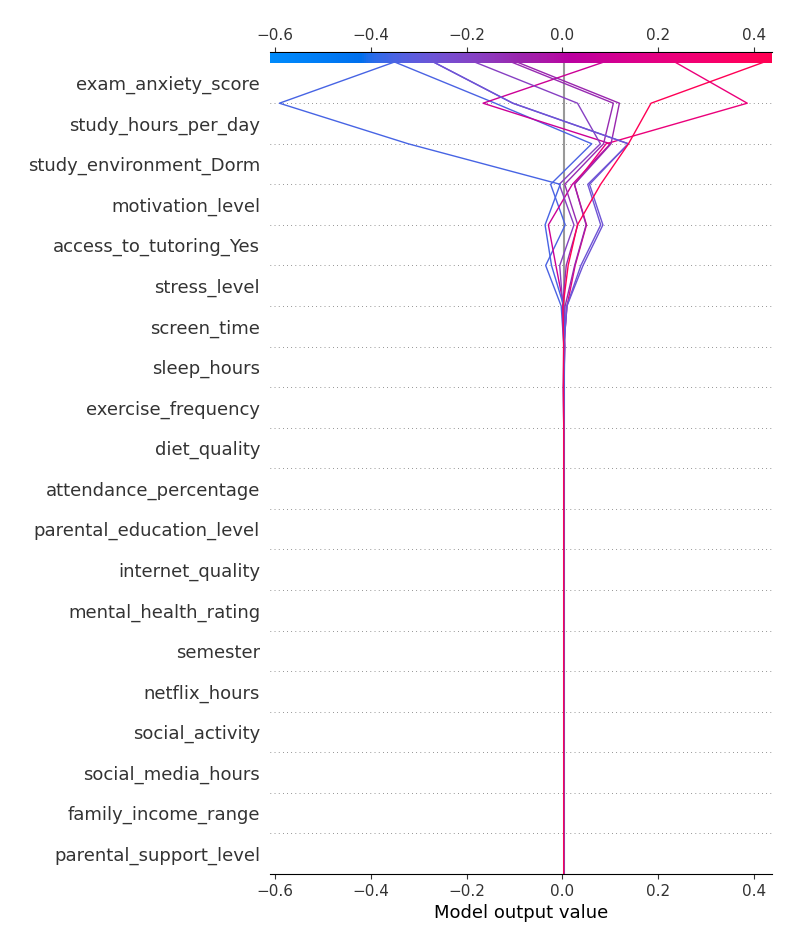 −0.6 −0.4 −0.2 0.0 0.2 0.4
exam_anxiety_score
study_hours_per_day
study_environment_Dorm
motivation_level
access_to_tutoring_Yes
stress_level
screen_time
sleep_hours
exercise_frequency
diet_quality
attendance_percentage
parental_education_level
internet_quality
mental_health_rating
semester
netflix_hours
social_activity
social_media_hours
family_income_range
parental_support_level
−0.6 −0.4 −0.2 0.0 0.2 0.4
Model output value